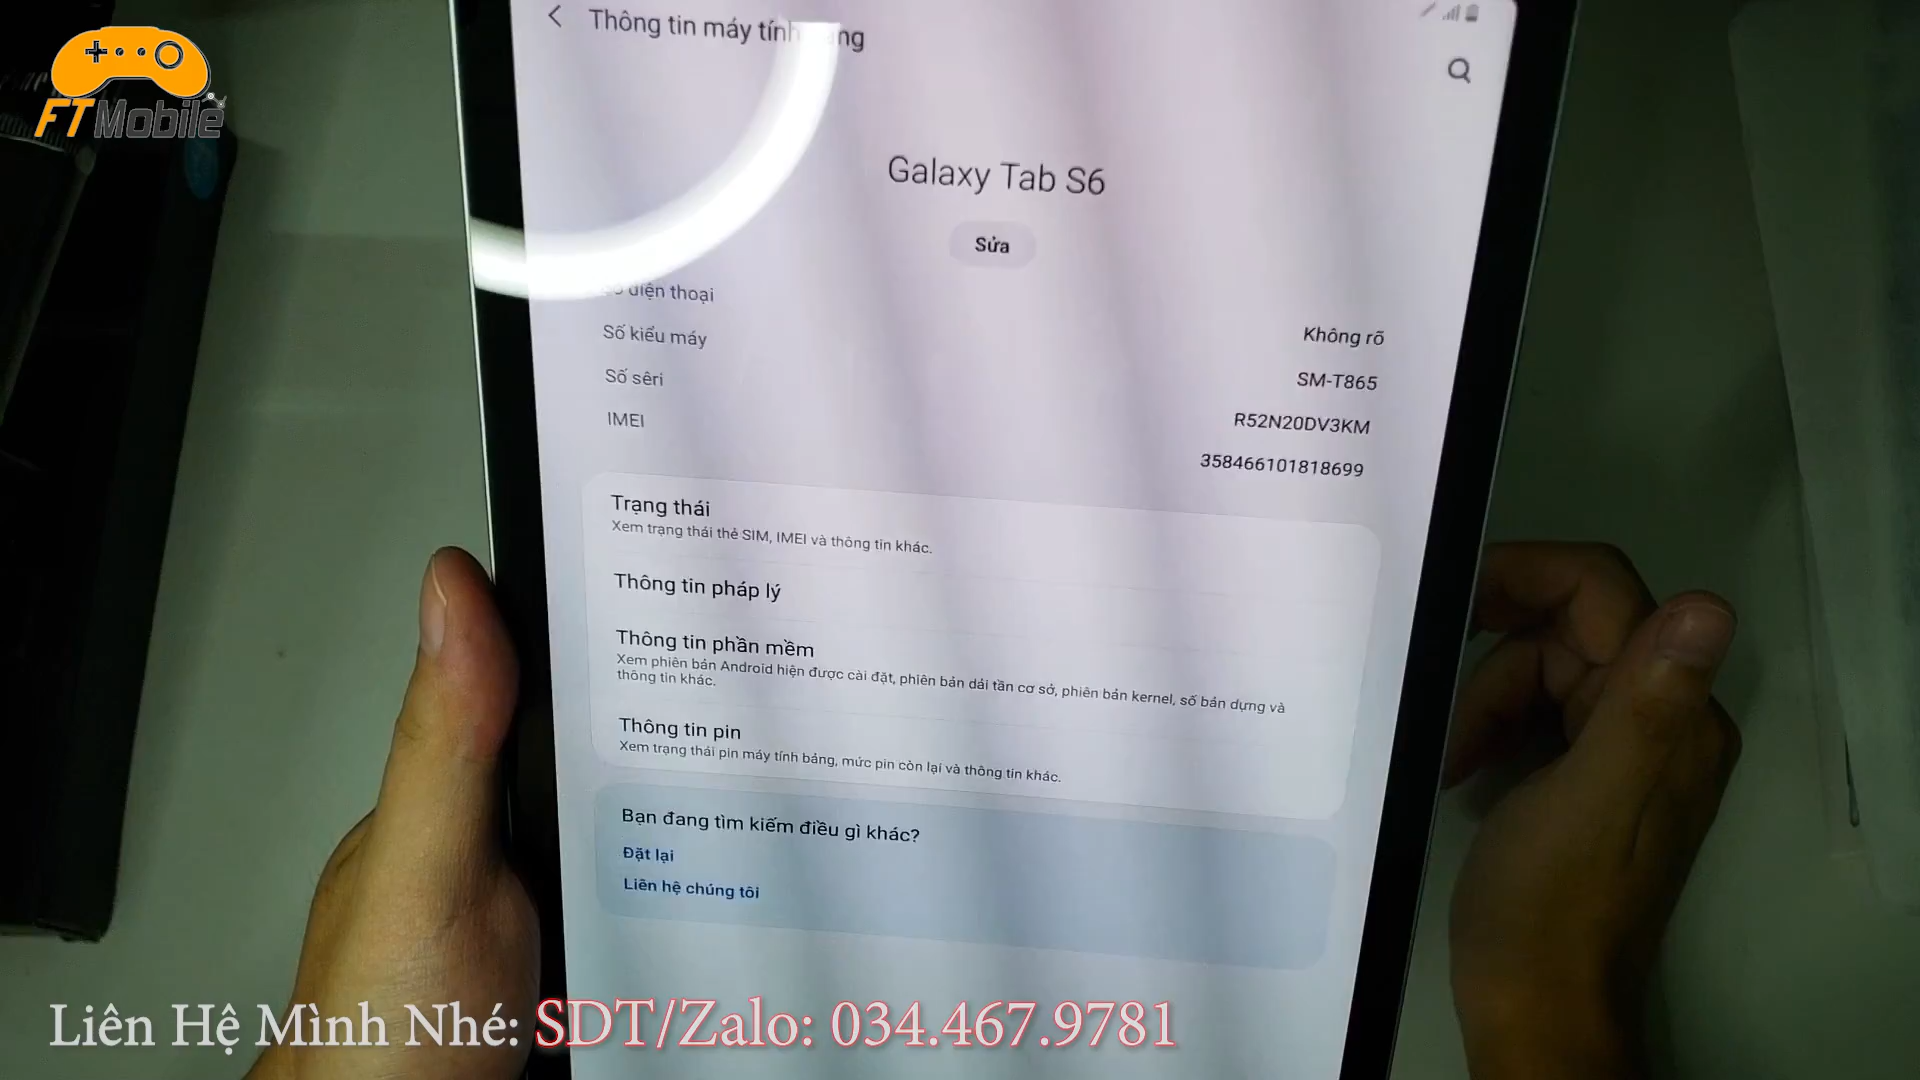 FTMobile
Thông tin máy tính ng
Galaxy Tab S6
Sửa
điện thoại
Không rõ
Số kiểu máy
SM-T865
Số sêri
R52N20DV3KM
IMEI
358466101818699
Trạng thái
Xem trạng thái thẻ SIM, IMEI và thông tin khác.
Thông tin pháp lý
Thông tin phần mềm
Xem phiên bản Android hiện được cài đặt, phiên bản dải tần cơ sở, phiên bản kernel, số bản dựng và
thông tin khác.
Thông tin pin
Xem trạng thái pin máy tính bảng, mức pin còn lại và thông tin khác.
Bạn đang tìm kiếm điều gì khác?
Đặt lại
Liên hệ chúng tôi
Liên Hệ Mình Nhé: SDT/Zalo: 034.467.9781